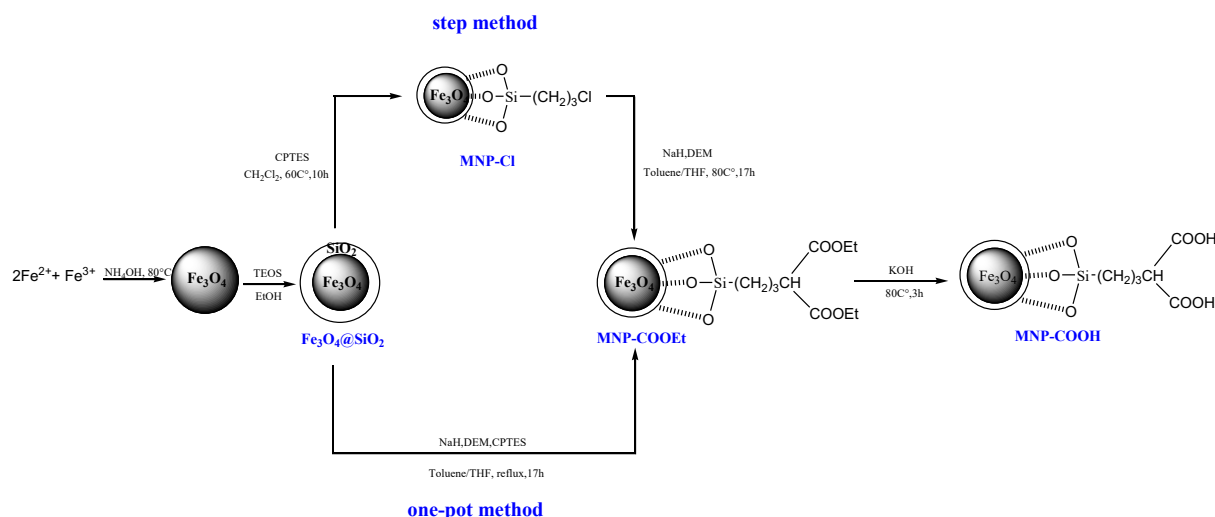 step method
Fe₃O₄
O
O
Si
(CH₂)₃Cl
O
MNP-Cl
CPTES
CH₂Cl₂, 60C°,10h
NaH,DEM
Toluene/THF, 80C°,17h
2Fe²⁺+ Fe³⁺
NH₄OH, 80°C
Fe₃O₄
TEOS
EtOH
SiO₂
Fe₃O₄
Fe₃O₄@SiO₂
Fe₃O₄
O
O
Si
(CH₂)₃CH
O
COOEt
COOEt
MNP-COOEt
KOH
80C°,3h
Fe₃O₄
O
O
Si
(CH₂)₃CH
O
COOH
COOH
MNP-COOH
NaH,DEM,CPTES
Toluene/THF, reflux,17h
one-pot method